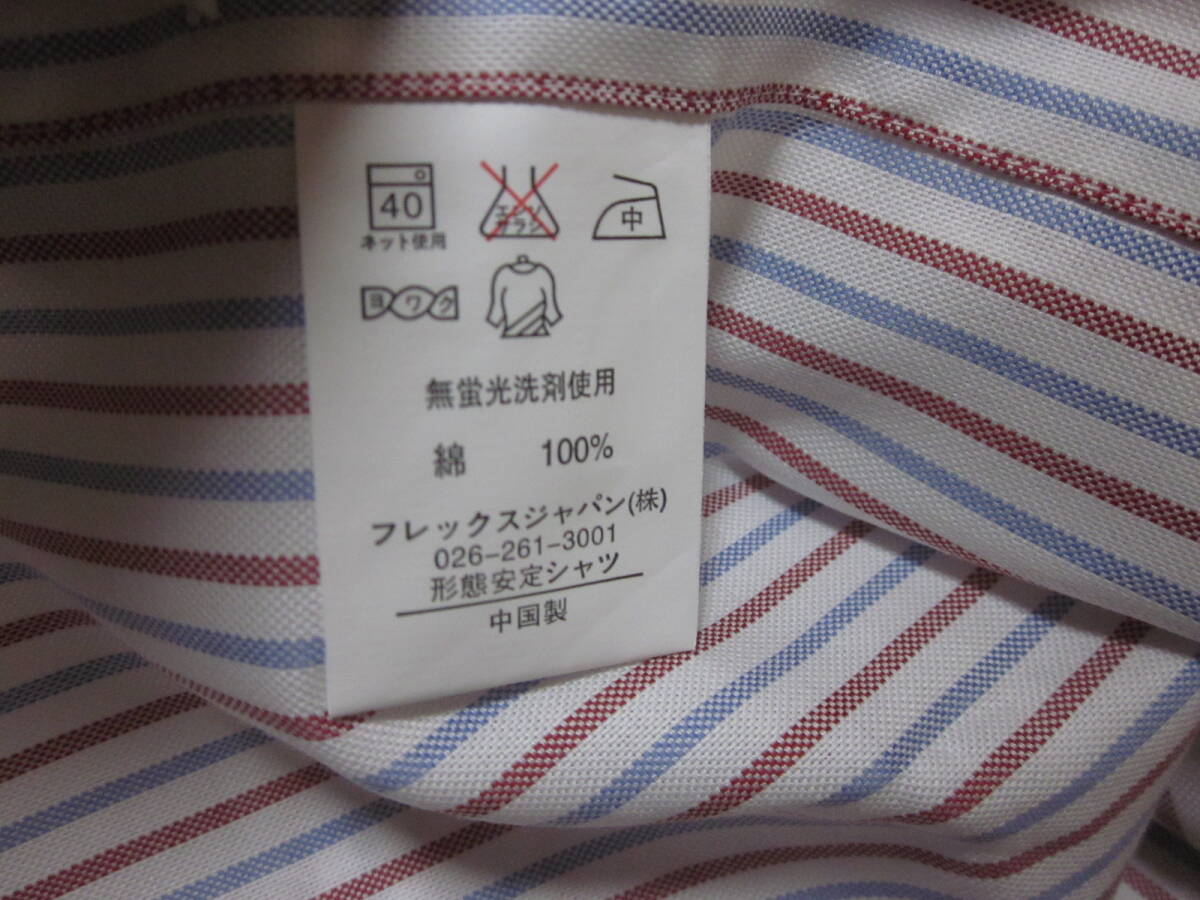 40
ネット使用
エンソ
サラシ
中
ヨワク
無蛍光洗剤使用
綿 100%
フレックスジャパン(株)
026-261-3001
形態安定シャツ
中国製